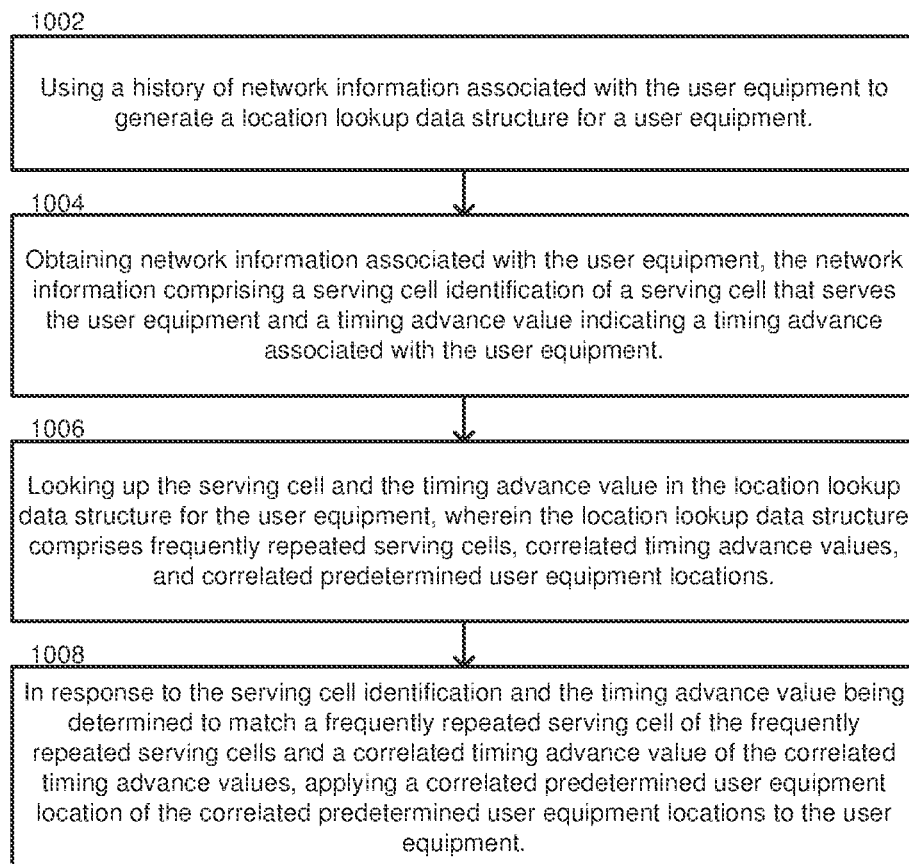 1002
Using a history of network information associated with the user equipment to
generate a location lookup data structure for a user equipment.
1004
Obtaining network information associated with the user equipment, the network
information comprising a serving cell identification of a serving cell that serves
the user equipment and a timing advance value indicating a timing advance
associated with the user equipment.
1006
Looking up the serving cell and the timing advance value in the location lookup
data structure for the user equipment, wherein the location lookup data structure
comprises frequently repeated serving cells, correlated timing advance values,
and correlated predetermined user equipment locations.
1008
In response to the serving cell identification and the timing advance value being
determined to match a frequently repeated serving cell of the frequently
repeated serving cells and a correlated timing advance value of the correlated
timing advance values, applying a correlated predetermined user equipment
location of the correlated predetermined user equipment locations to the user
equipment.